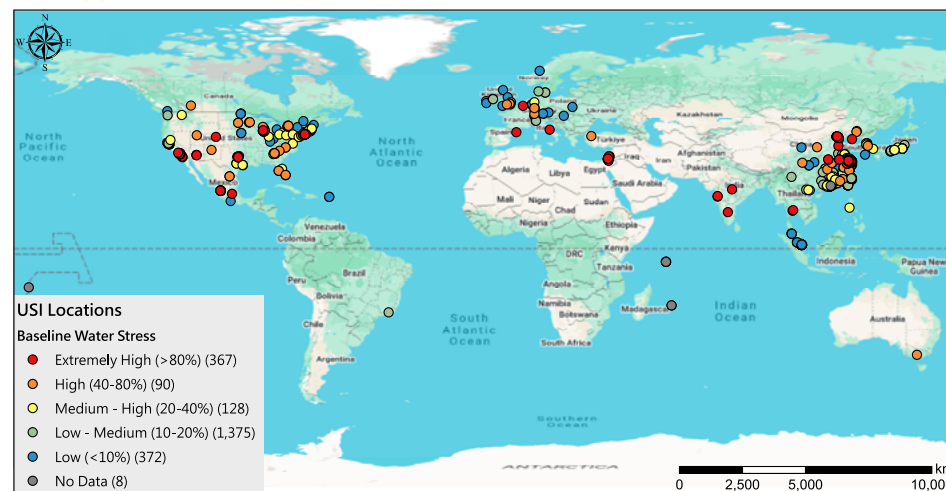 N
W E
S
Canada
Norway
Poland
Ukraine
France
Spain
Türkiye
Kazakhstan
Mongolia
Japan
North
Pacific
Ocean
United States
North
Atlantic
Ocean
Algeria
Libya
Egypt
Iraq
Iran
Afghanistan
Pakistan
Saudi Arabia
India
Thailand
Mexico
Mali
Niger
Chad
Sudan
Nigeria
Ethiopia
Venezuela
Colombia
DRC
Kenya
Tanzania
Indonesia
Papua New
Guinea
Peru
Brazil
Bolivia
Angola
Namibia
Botswana
Madagascar
Indian
Ocean
Australia
South
Atlantic
Ocean
Chile
South Africa
Argentina
Southern
Ocean
ANTARCTICA
USI Locations
Baseline Water Stress
Extremely High (>80%) (367)
High (40-80%) (90)
Medium - High (20-40%) (128)
Low - Medium (10-20%) (1,375)
Low (<10%) (372)
No Data (8)
0 2,500 5,000 10,00